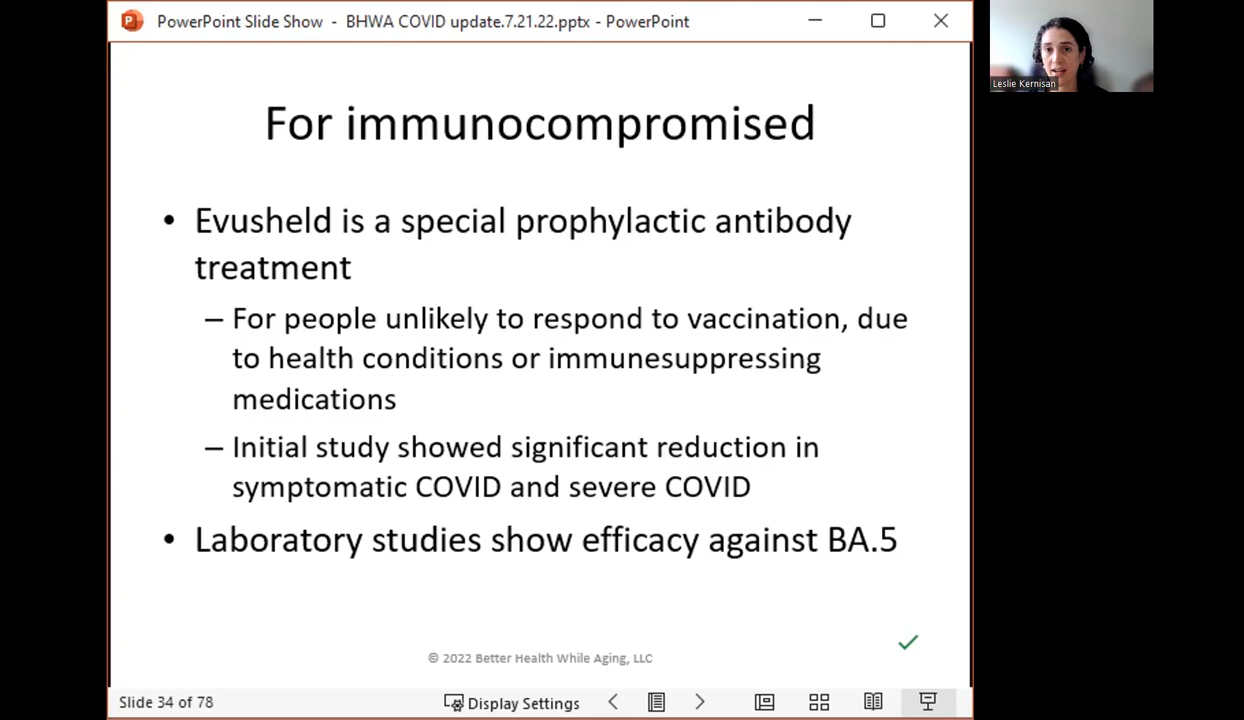 PowerPoint Slide Show - BHWA COVID update.7.21.22.pptx - PowerPoint
Leslie Kernisan
For immunocompromised
• Evusheld is a special prophylactic antibody
treatment
– For people unlikely to respond to vaccination, due
to health conditions or immunesuppressing
medications
– Initial study showed significant reduction in
symptomatic COVID and severe COVID
• Laboratory studies show efficacy against BA.5
© 2022 Better Health While Aging, LLC
Slide 34 of 78
Display Settings